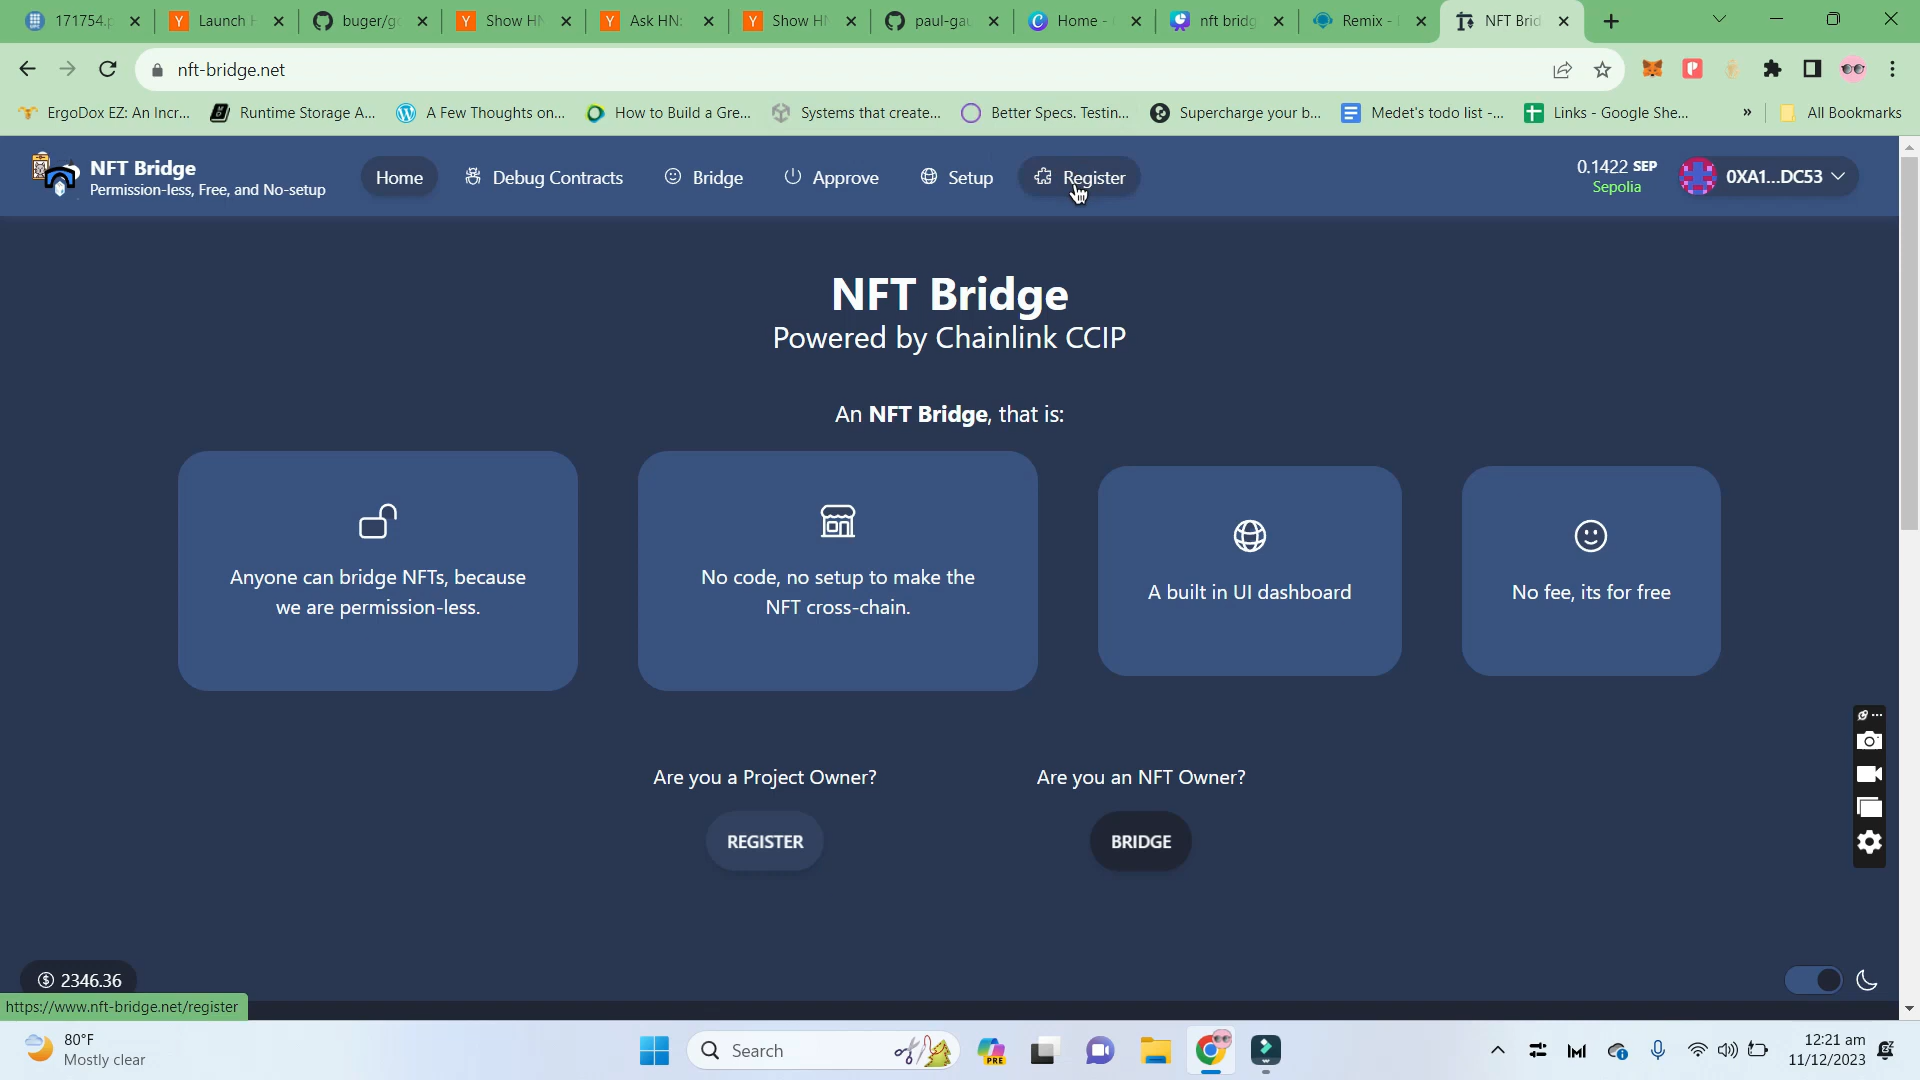 171754.p
Launch H
buger/go
Show HN
Ask HN:
Show HN
paul-gau
Home -
nft bridg
Remix -
NFT Brid
nft-bridge.net
ErgoDox EZ: An Incr...
Runtime Storage A...
A Few Thoughts on...
How to Build a Gre...
Systems that create...
Better Specs. Testin...
Supercharge your b...
Medet's todo list -...
Links - Google She...
»
All Bookmarks
NFT Bridge
Permission-less, Free, and No-setup
Home
Debug Contracts
Bridge
Approve
Setup
Register
0.1422 SEP
Sepolia
0XA1...DC53
NFT Bridge
Powered by Chainlink CCIP
An NFT Bridge, that is:
Anyone can bridge NFTs, because
we are permission-less.
No code, no setup to make the
NFT cross-chain.
A built in UI dashboard
No fee, its for free
Are you a Project Owner?
REGISTER
Are you an NFT Owner?
BRIDGE
2346.36
https://www.nft-bridge.net/register
80°F
Mostly clear
Search
PRE
12:21 am
11/12/2023